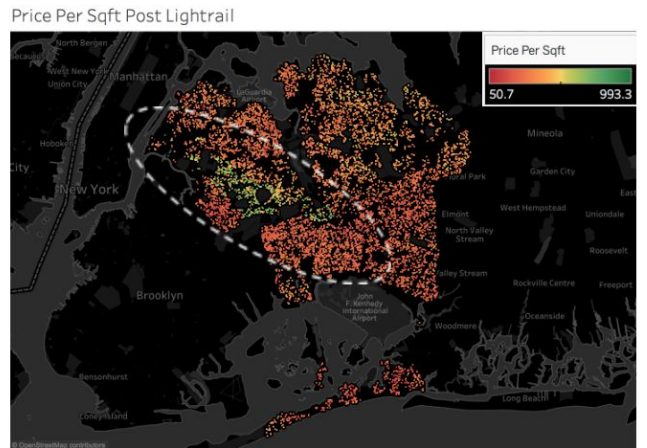 Price Per Sqft Post Lightrail
Price Per Sqft
50.7 993.3
North Bergen
Secaucus
West New York
Union City
Manhattan
LaGuardia
Airport
Hoboken
City
New York
Mineola
Garden City
East
ural Park
Elmont
West Hempstead
Uniondale
North Valley
Stream
Roosevelt
Valley Stream
Rockville Centre
Freeport
Brooklyn
John
F. Kennedy
International
Airport
Oceanside
Woodmere
Bensonhurst
Long Beach
Coney Island
© OpenStreetMap contributors